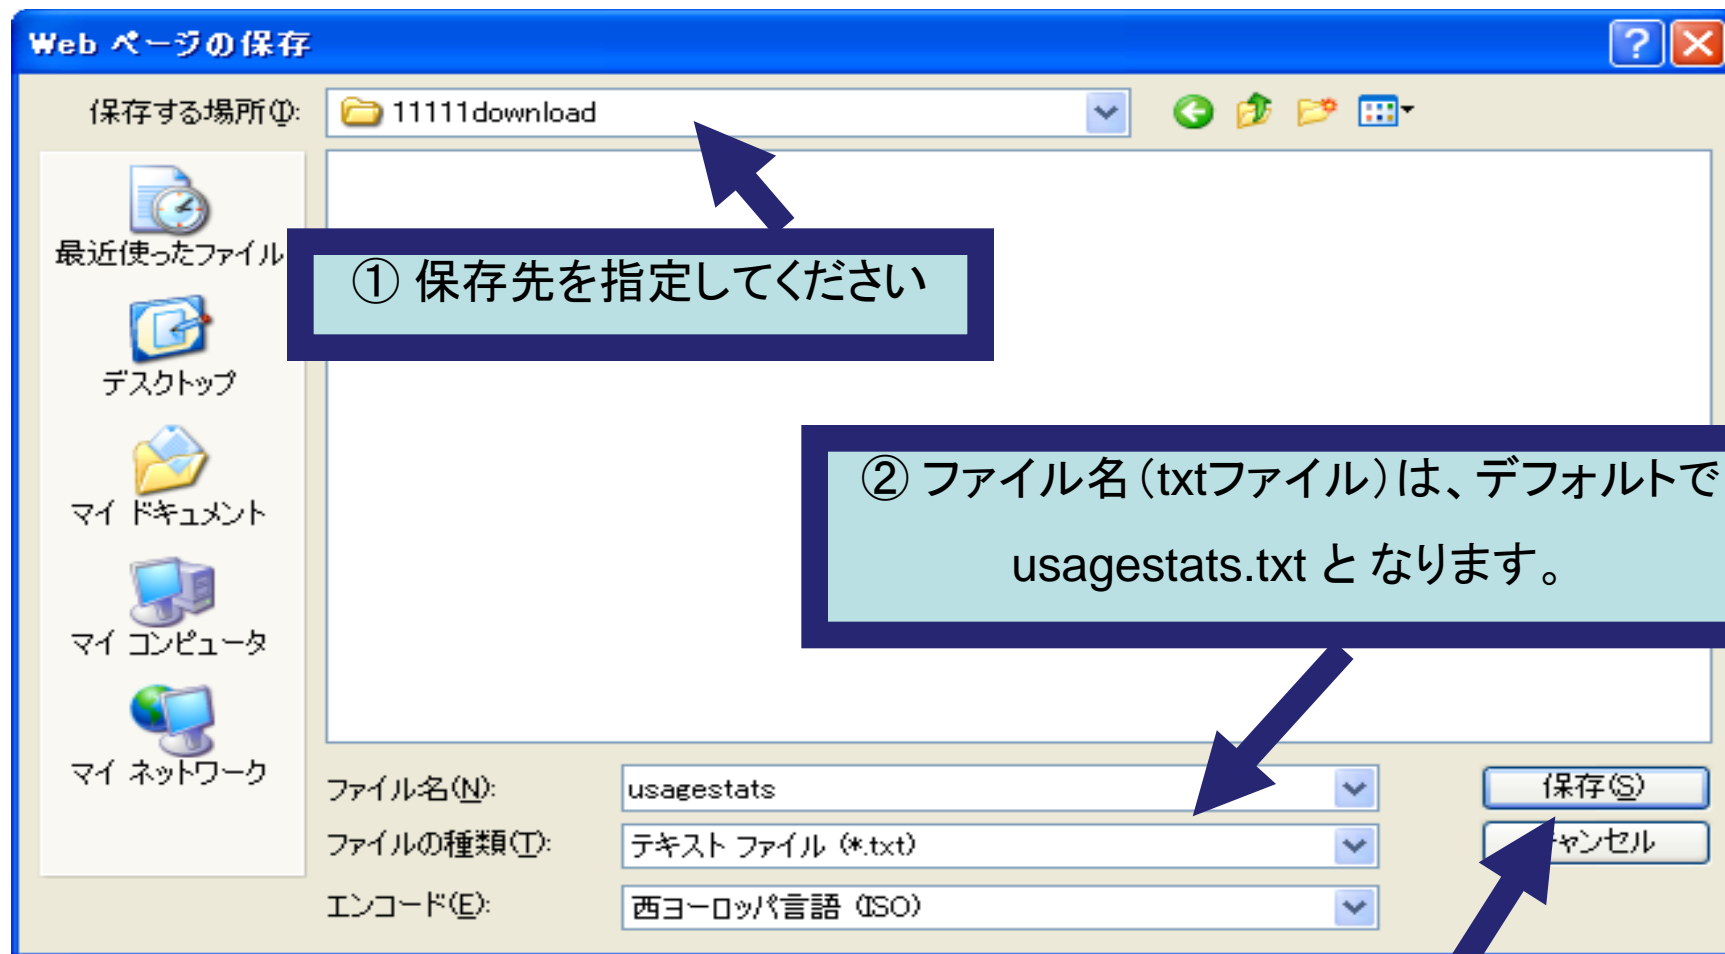 Web ページの保存
保存する場所(I):
11111download
最近使ったファイル
① 保存先を指定してください
デスクトップ
② ファイル名（txtファイル）は、デフォルトで
usagestats.txt と なります。
マイ ドキュメント
マイ コンピュータ
マイ ネットワーク
ファイル名(N):
usagestats
保存(S)
ファイルの種類(T):
テキスト ファイル (*.txt)
ャンセル
エンコード(E):
西ヨーロッパ言語 (ISO)